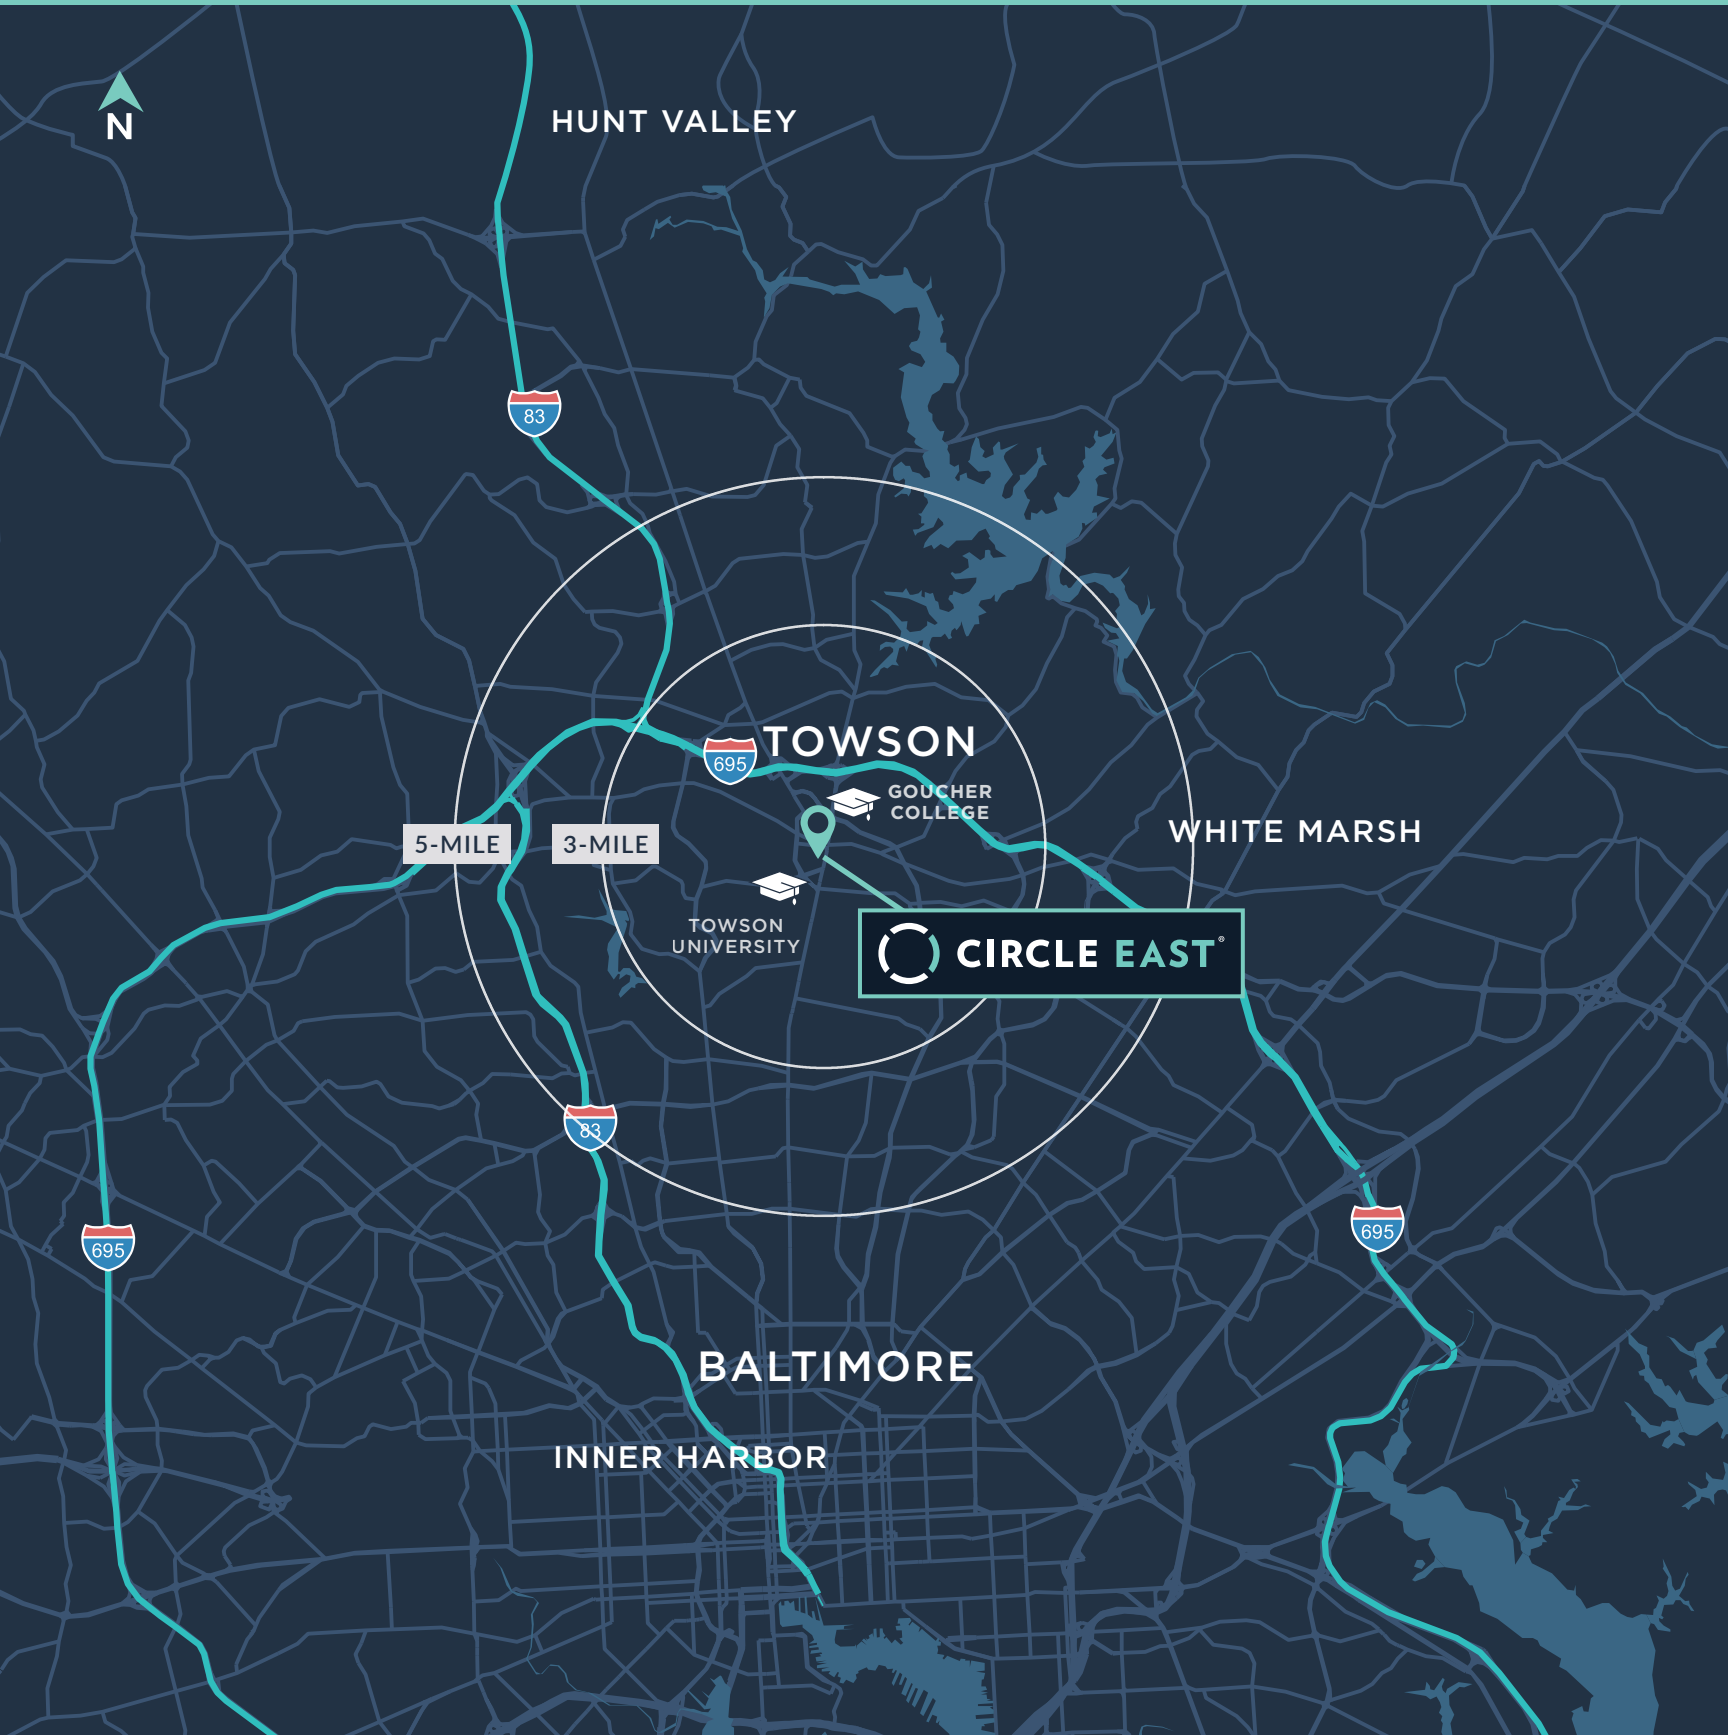 N
HUNT VALLEY
83
TOWSON
695
GOUCHER
COLLEGE
WHITE MARSH
5-MILE
3-MILE
TOWSON
UNIVERSITY
CIRCLE EAST®
83
695
695
BALTIMORE
INNER HARBOR